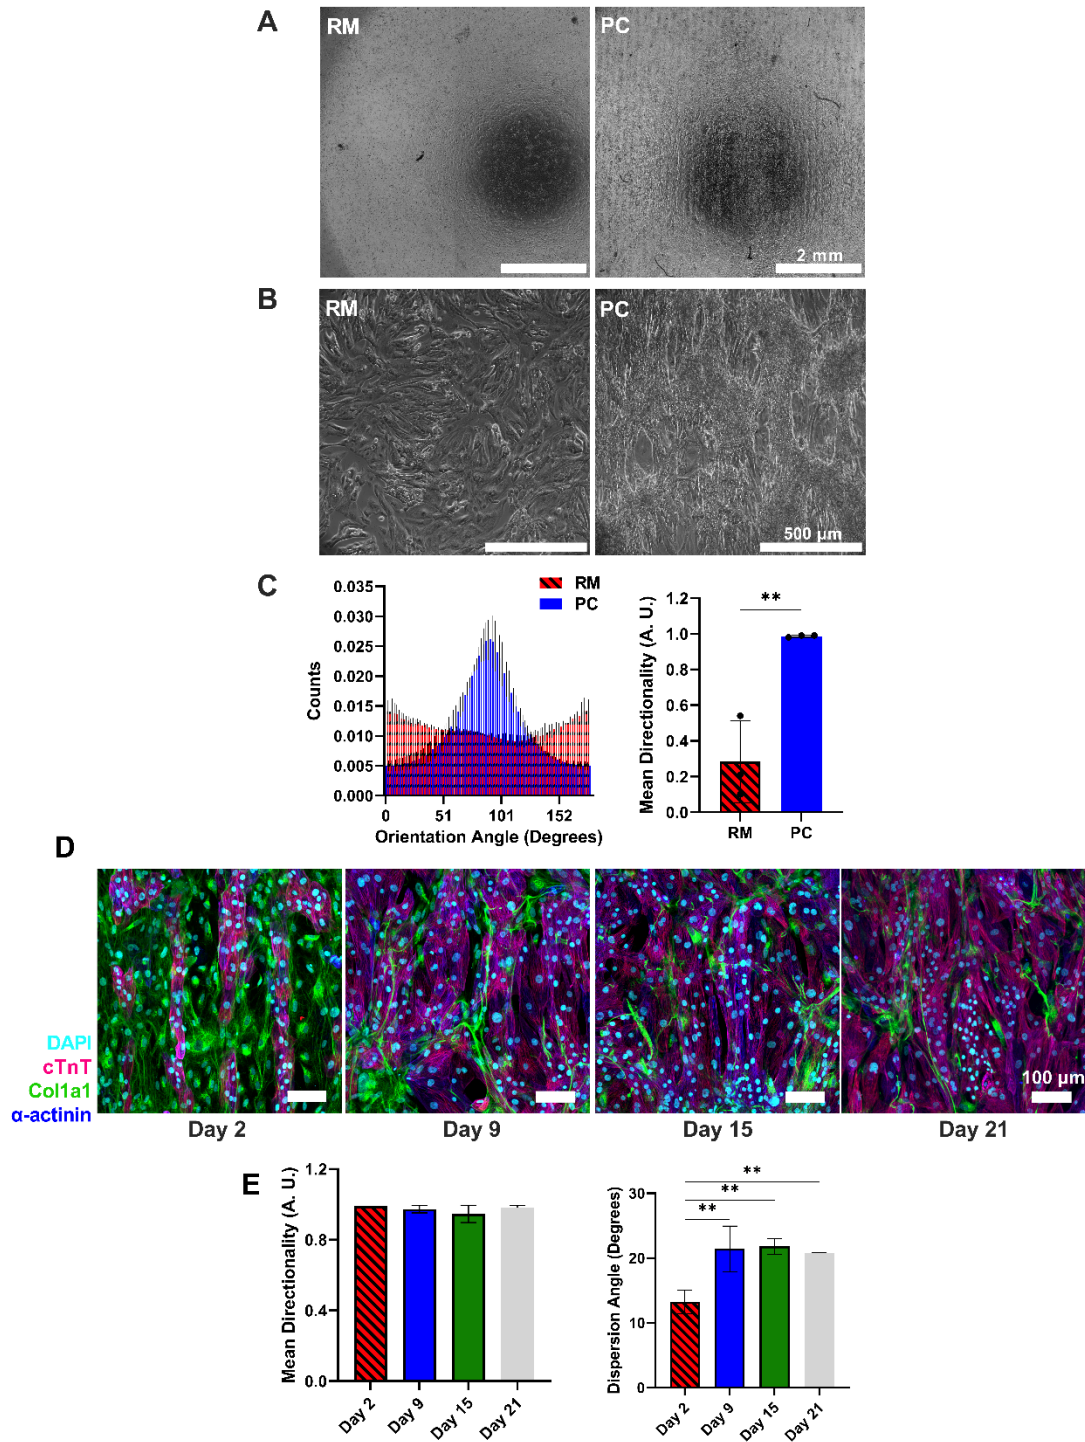 A
RM
PC
2 mm
B
RM
PC
500 µm
C
RM
PC
0.035
0.030
0.025
0.020
0.015
0.010
0.005
0.000
Counts
0
51
101
152
Orientation Angle (Degrees)
**
1.2
1.0
0.8
0.6
0.4
0.2
0.0
Mean Directionality (A. U.)
RM
PC
D
DAPI
cTnT
Col1a1
α-actinin
100 µm
Day 2
Day 9
Day 15
Day 21
E
1.2
0.8
0.4
0.0
Mean Directionality (A. U.)
Day 2
Day 9
Day 15
Day 21
**
**
**
30
20
10
0
Dispersion Angle (Degrees)
Day 2
Day 9
Day 15
Day 21